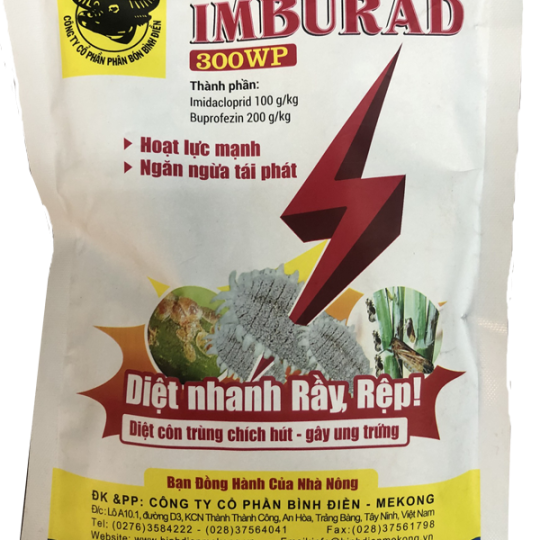 CÔNG TY CỔ PHẦN PHÂN BÓN BÌNH ĐIỀN
IMBURAD
300WP
Thành phần:
Imidacloprid 100 g/kg
Buprofezin 200 g/kg
Hoạt lực mạnh
Ngăn ngừa tái phát
Diệt nhanh Rầy, Rệp!
Diệt côn trùng chích hút - gây ung trứng
Bạn Đồng Hành Của Nhà Nông
ĐK &PP: CÔNG TY CỔ PHẦN BÌNH ĐIỀN - MEKONG
Đ/c: Lô A10.1, đường D3, KCN Thành Thành Công, An Hòa, Trảng Bàng, Tây Ninh, Việt Nam
Tel: (0276)3584222 - (028)37564041 Fax:(028)37561798